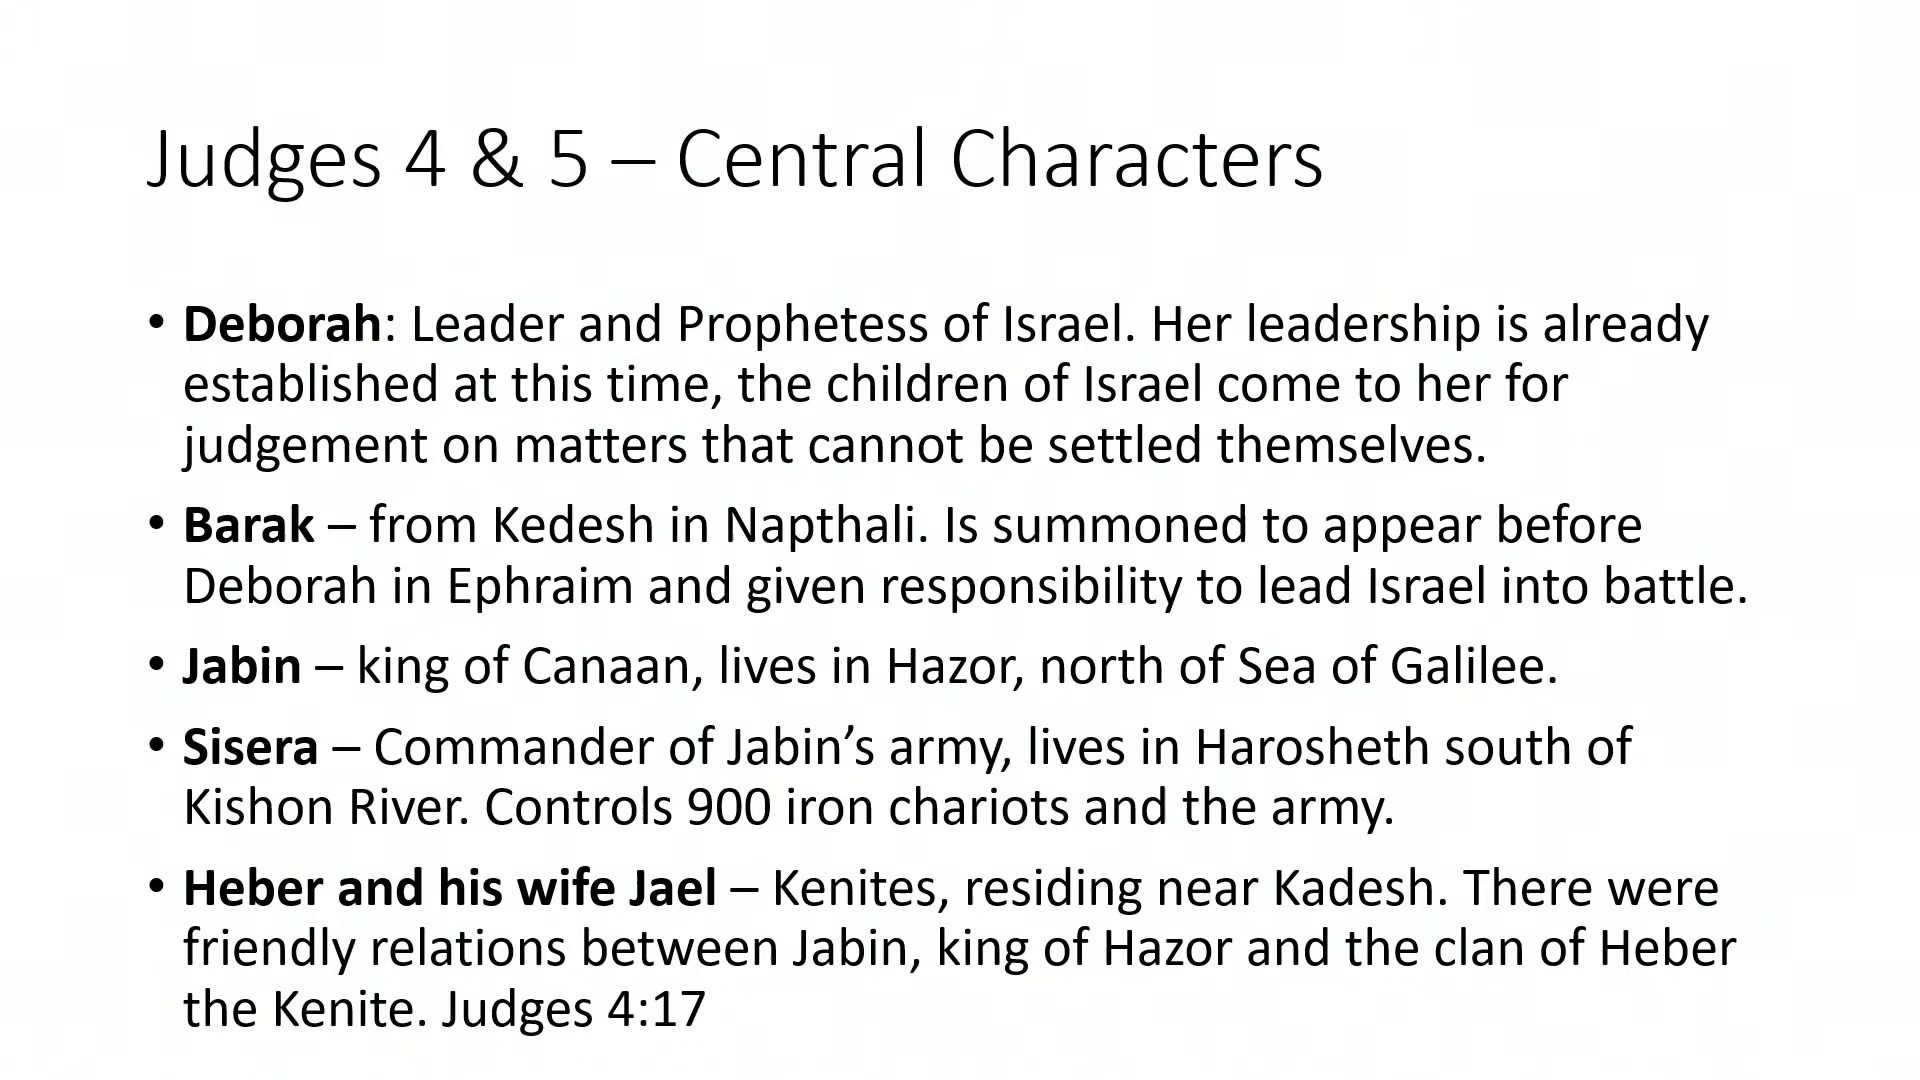 Judges 4 & 5 – Central Characters
• Deborah: Leader and Prophetess of Israel. Her leadership is already
established at this time, the children of Israel come to her for
judgement on matters that cannot be settled themselves.
• Barak – from Kedesh in Napthali. Is summoned to appear before
Deborah in Ephraim and given responsibility to lead Israel into battle.
• Jabin – king of Canaan, lives in Hazor, north of Sea of Galilee.
• Sisera – Commander of Jabin’s army, lives in Harosheth south of
Kishon River. Controls 900 iron chariots and the army.
• Heber and his wife Jael – Kenites, residing near Kadesh. There were
friendly relations between Jabin, king of Hazor and the clan of Heber
the Kenite. Judges 4:17